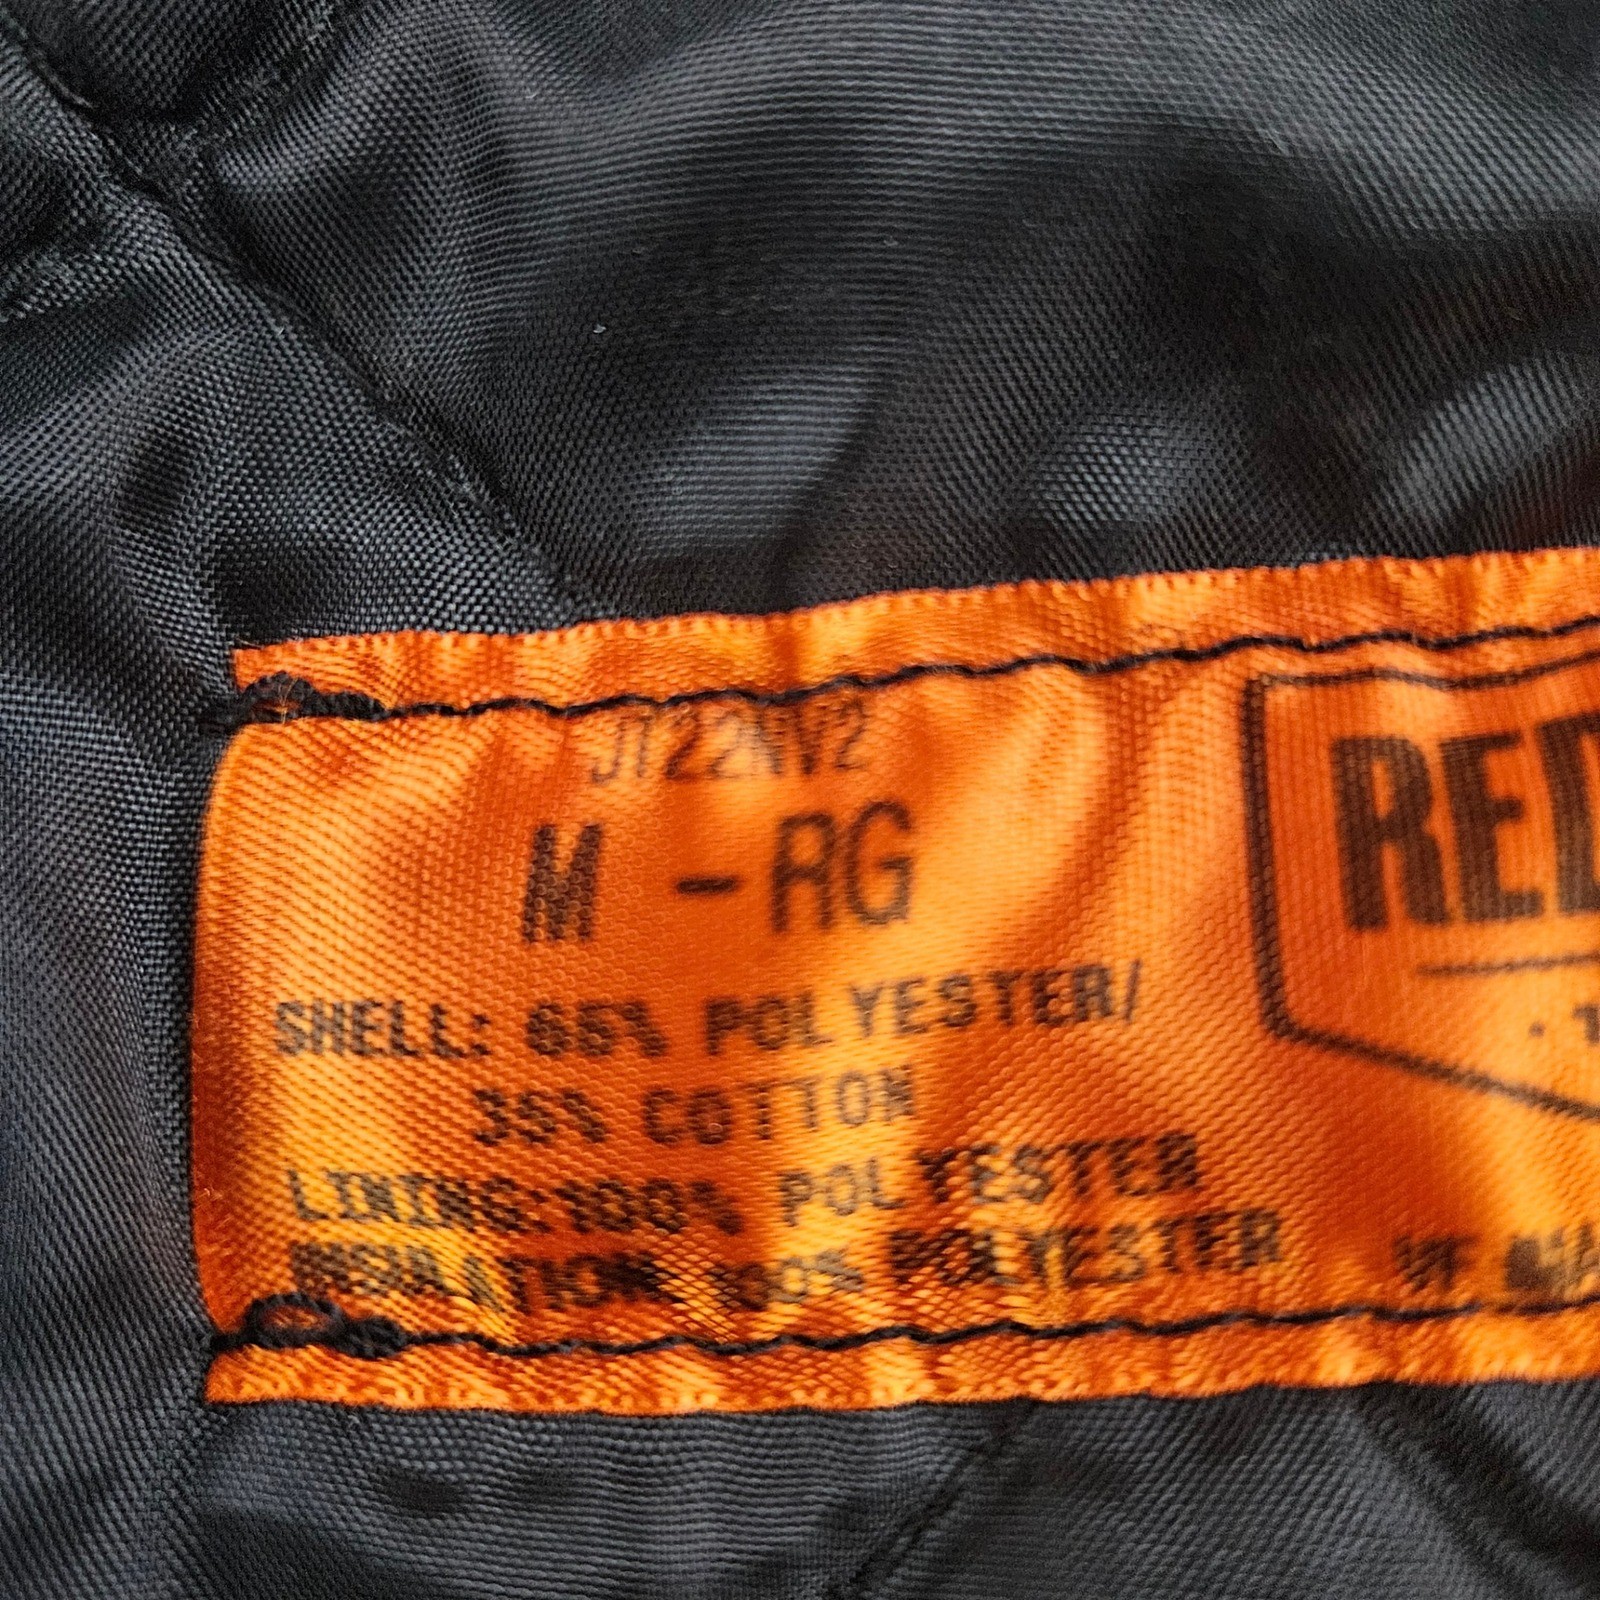 JT22NV2
M - RG
SHELL: 65% POLYESTER/
35% COTTON
LINING:100% POLYESTER
INSULATION 100% POLYESTER
RED